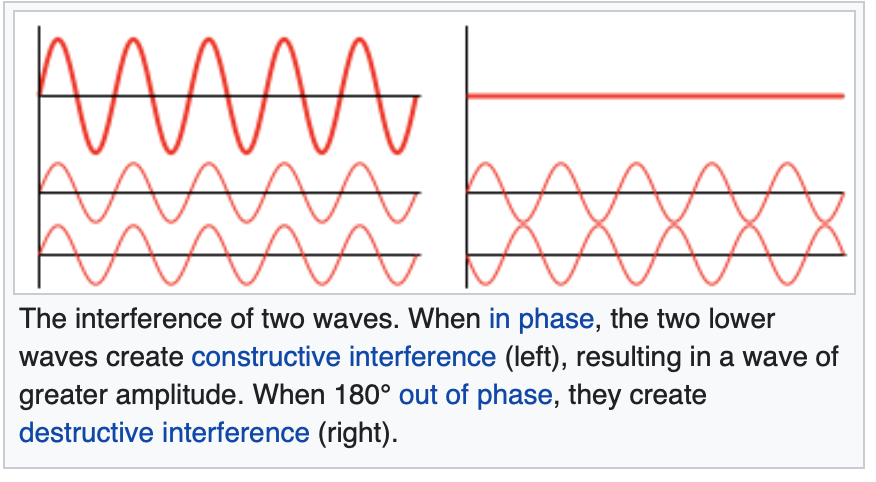 The interference of two waves. When in phase, the two lower
waves create constructive interference (left), resulting in a wave of
greater amplitude. When 180° out of phase, they create
destructive interference (right).